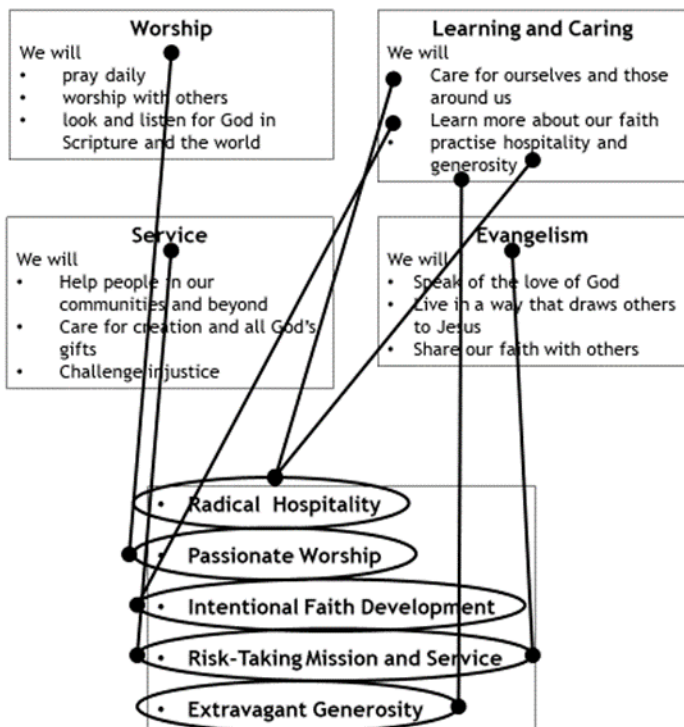 Worship
We will
• pray daily
• worship with others
• look and listen for God in
Scripture and the world
Learning and Caring
We will
• Care for ourselves and those
around us
• Learn more about our faith
• practise hospitality and
generosity
Service
We will
• Help people in our
communities and beyond
• Care for creation and all God's
gifts
• Challenge injustice
Evangelism
We will
• Speak of the love of God
• Live in a way that draws others
to Jesus
• Share our faith with others
• Radical Hospitality
• Passionate Worship
• Intentional Faith Development
• Risk-Taking Mission and Service
• Extravagant Generosity